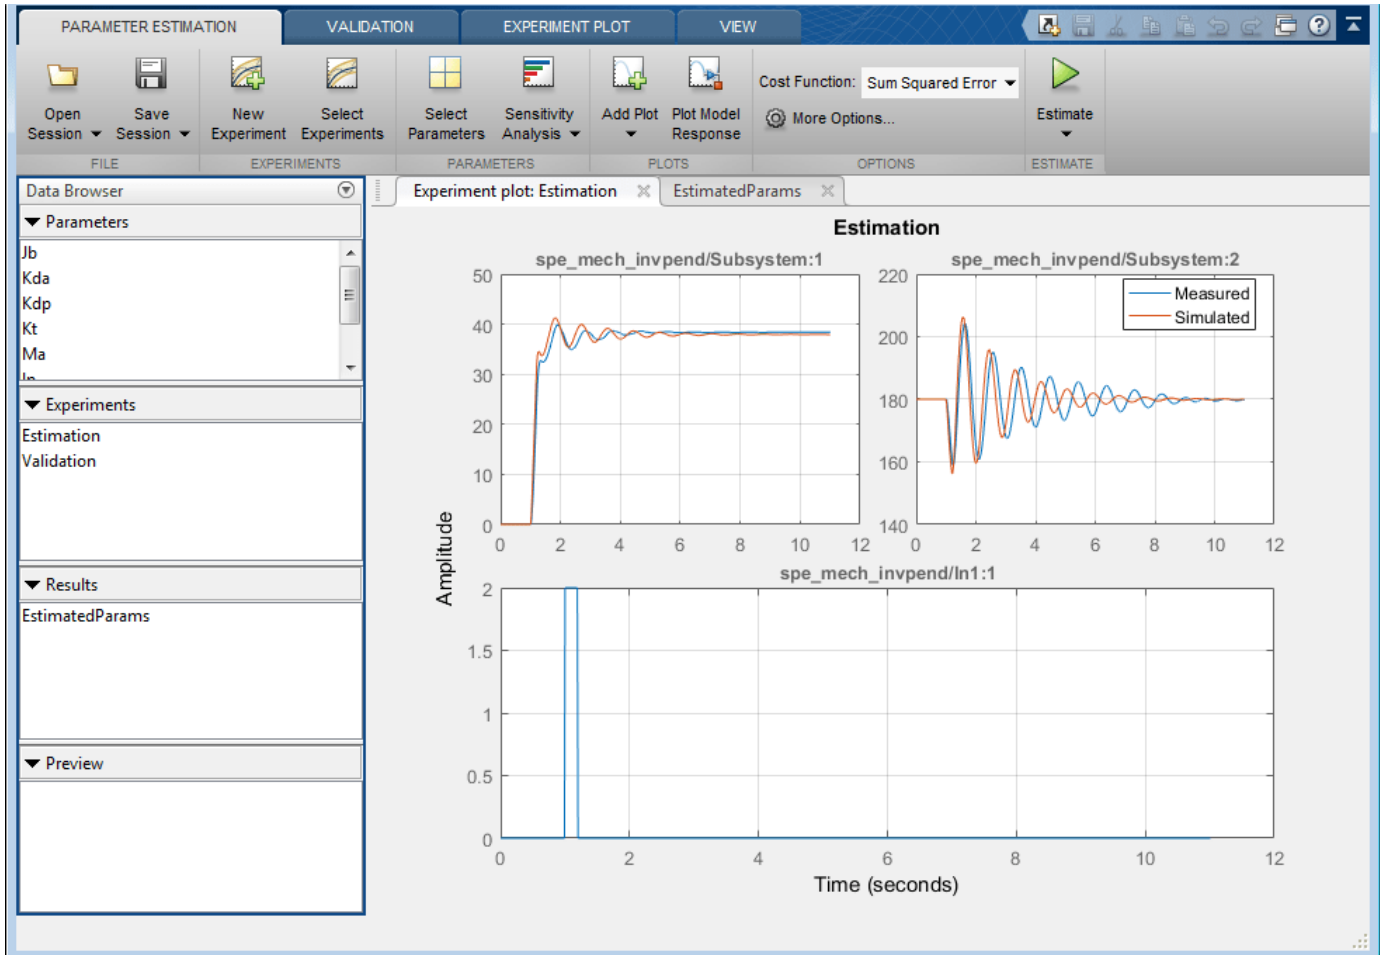 PARAMETER ESTIMATION
VALIDATION
EXPERIMENT PLOT
VIEW
Open Session
Save Session
New Experiment
Select Experiments
Select Parameters
Sensitivity Analysis
Add Plot
Plot Model Response
Cost Function: Sum Squared Error
More Options...
Estimate
FILE
EXPERIMENTS
PARAMETERS
PLOTS
OPTIONS
ESTIMATE
Data Browser
Parameters
Jb
Kda
Kdp
Kt
Ma
Experiments
Estimation
Validation
Results
EstimatedParams
Preview
Experiment plot: Estimation
EstimatedParams
Estimation
spe_mech_invpend/Subsystem:1
50
40
30
20
10
0
0 2 4 6 8 10 12
spe_mech_invpend/Subsystem:2
Measured
Simulated
220
200
180
160
140
0 2 4 6 8 10 12
Amplitude
spe_mech_invpend/In1:1
2
1.5
1
0.5
0
0 2 4 6 8 10 12
Time (seconds)